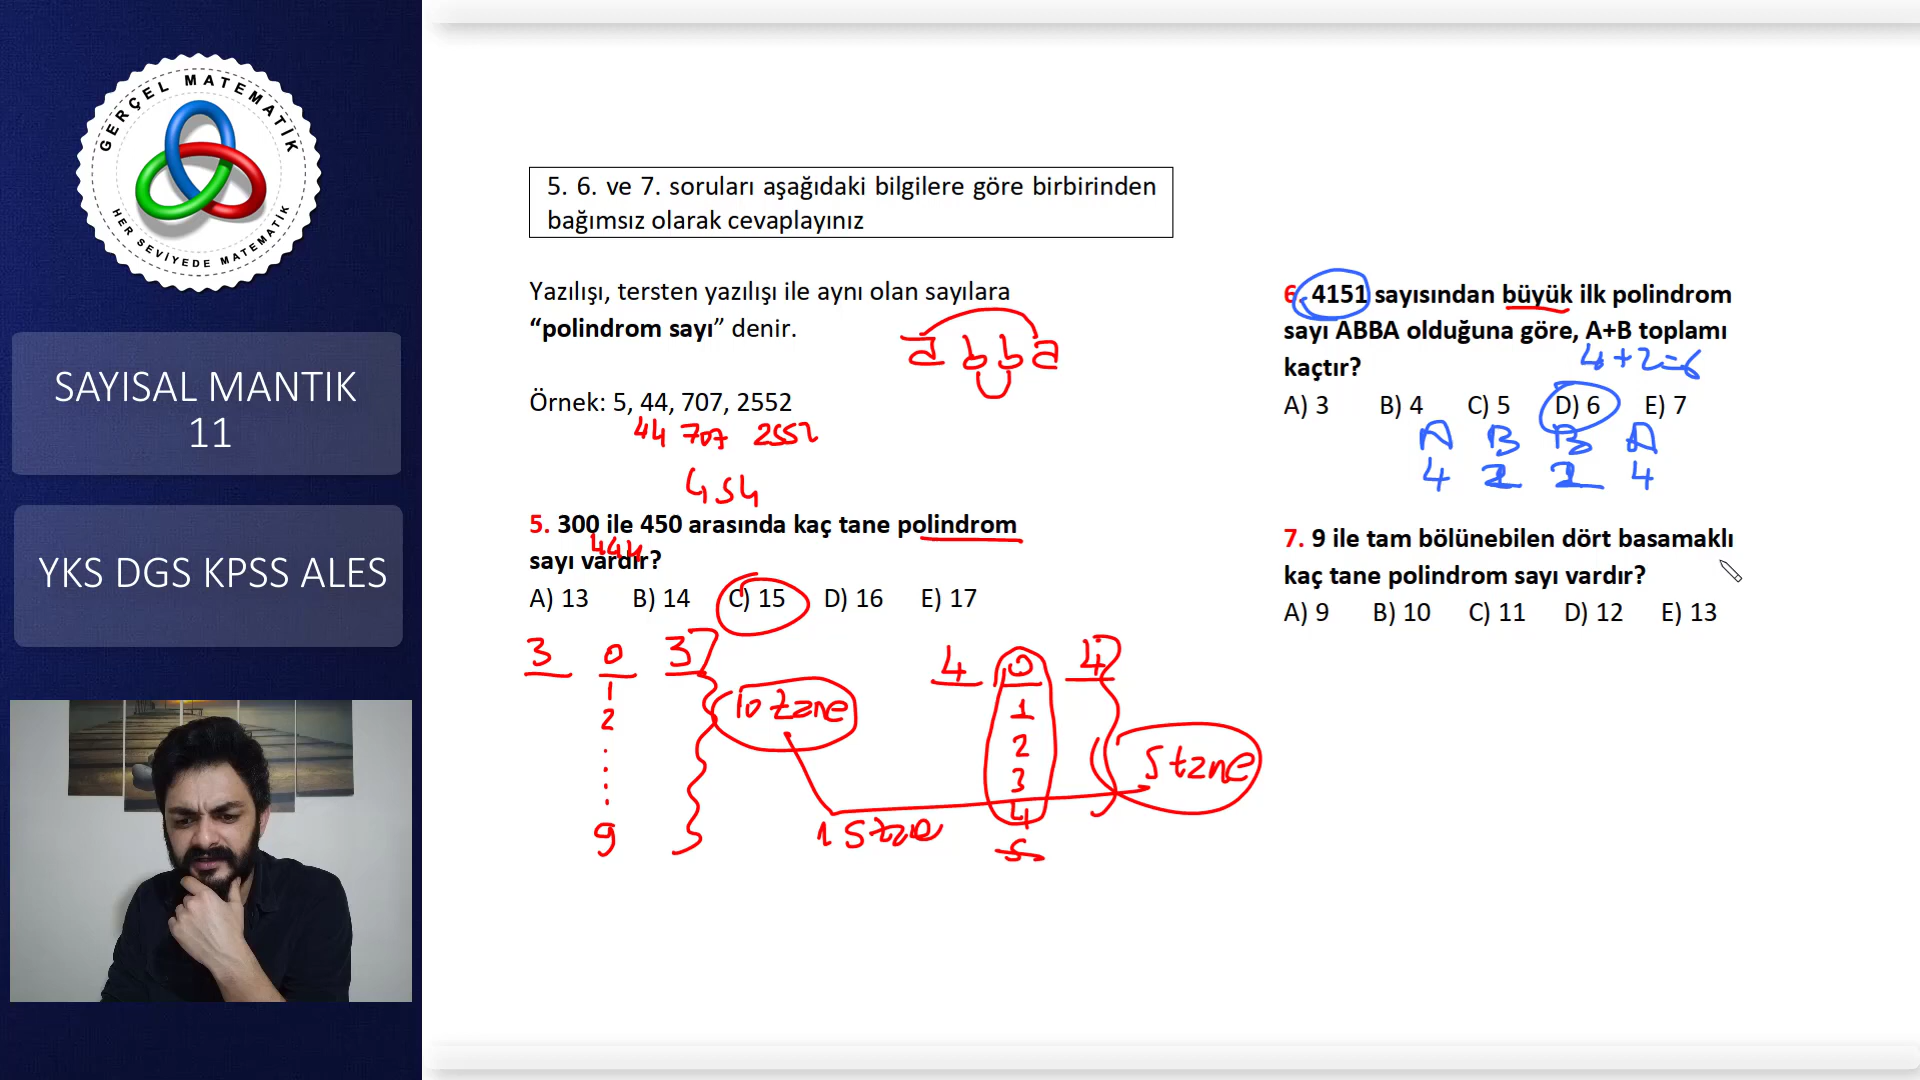 GERÇEL MATEMATİK
HER SEVİYEDE MATEMATİK
SAYISAL MANTIK
11
YKS DGS KPSS ALES
5. 6. ve 7. soruları aşağıdaki bilgilere göre birbirinden
bağımsız olarak cevaplayınız
Yazılışı, tersten yazılışı ile aynı olan sayılara
“polindrom sayı” denir.
a b b a
Örnek: 5, 44, 707, 2552
44 707 2552
454
5. 300 ile 450 arasında kaç tane polindrom
444
sayı vardır?
A) 13 B) 14 C) 15 D) 16 E) 17
3 0 3
1
2
.
.
.
.
9
10 tane
4 0 4
1
2
3
4
5
5 tane
15 tane
6. 4151 sayısından büyük ilk polindrom
sayı ABBA olduğuna göre, A+B toplamı
kaçtır?
4+2=6
A) 3 B) 4 C) 5 D) 6 E) 7
A B B A
4 2 2 4
7. 9 ile tam bölünebilen dört basamaklı
kaç tane polindrom sayı vardır?
A) 9 B) 10 C) 11 D) 12 E) 13